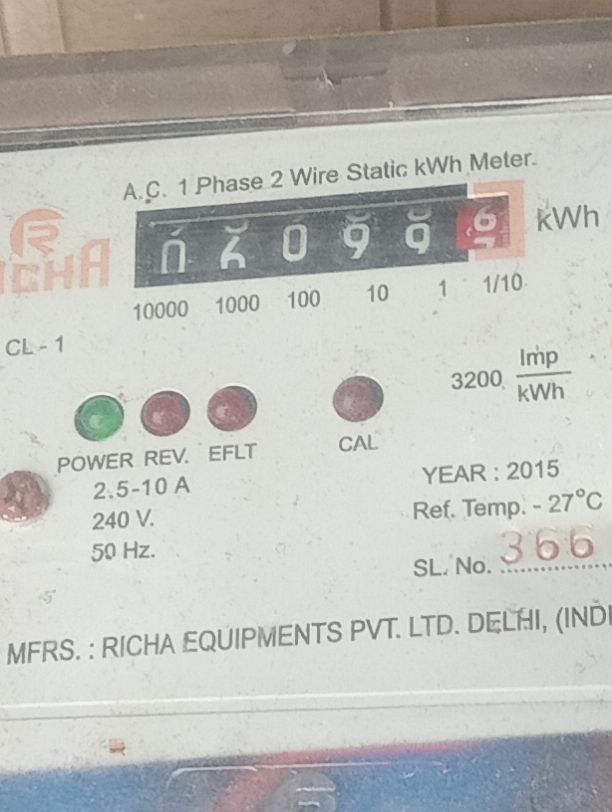 A.C. 1 Phase 2 Wire Static kWh Meter.
kWh
ICHA
10000 1000 100 10 1 1/10
CL - 1
3200 Imp
kWh
POWER REV. EFLT CAL
2.5-10 A
240 V.
50 Hz.
YEAR : 2015
Ref. Temp. - 27°C
SL. No. 366
MFRS. : RICHA EQUIPMENTS PVT. LTD. DELHI, (INDI